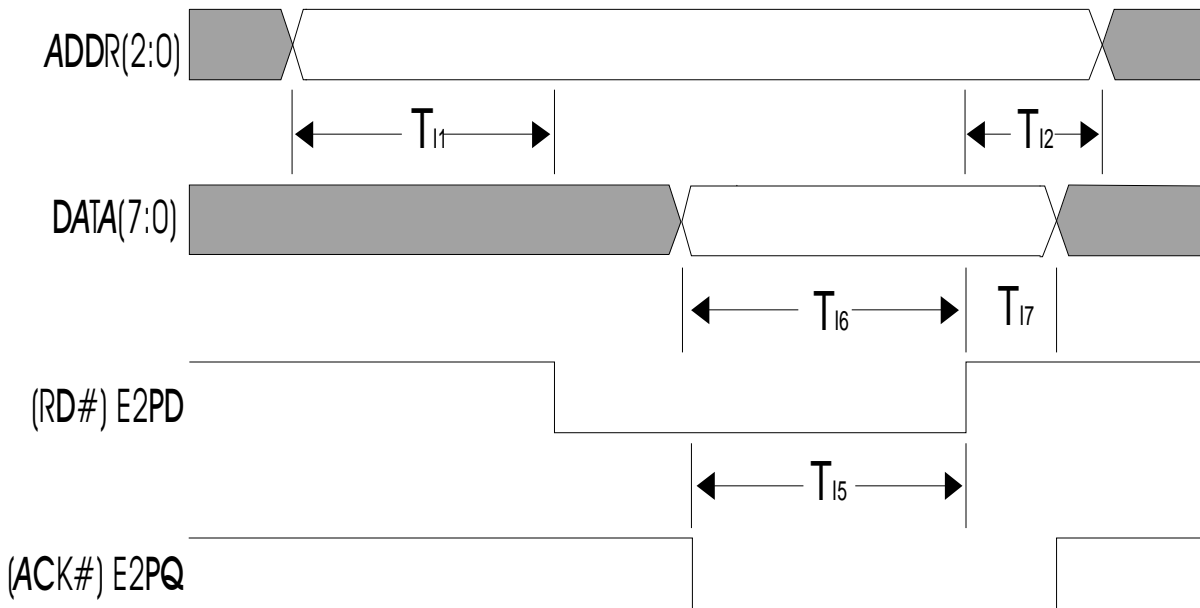 ADDR(2:0)
TI1
TI2
DATA(7:0)
TI6
TI7
(RD#) E2PD
TI5
(ACK#) E2PQ